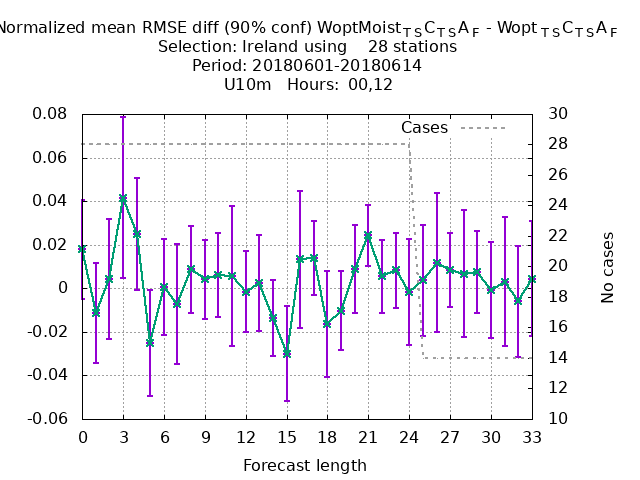 Normalized mean RMSE diff (90% conf) WoptMoist T S C T S A F - Wopt T S C T S A F
Selection: Ireland using 28 stations
Period: 20180601-20180614
U10m Hours: 00,12
Cases
0.08
0.06
0.04
0.02
0
-0.02
-0.04
-0.06
30
28
26
24
22
20
18
16
14
12
10
No cases
0 3 6 9 12 15 18 21 24 27 30 33
Forecast length